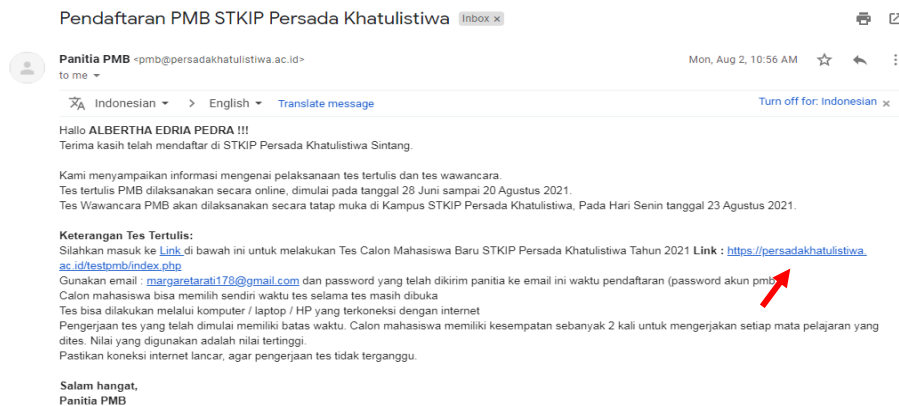 Pendaftaran PMB STKIP Persada Khatulistiwa Inbox ×
Panitia PMB <pmb@persadakhatulistiwa.ac.id> Mon, Aug 2, 10:56 AM
to me
Indonesian > English Translate message Turn off for: Indonesian ×
Hallo ALBERTHA EDRIA PEDRA !!!
Terima kasih telah mendaftar di STKIP Persada Khatulistiwa Sintang.
Kami menyampaikan informasi mengenai pelaksanaan tes tertulis dan tes wawancara.
Tes tertulis PMB dilaksanakan secara online, dimulai pada tanggal 28 Juni sampai 20 Agustus 2021.
Tes Wawancara PMB akan dilaksanakan secara tatap muka di Kampus STKIP Persada Khatulistiwa, Pada Hari Senin tanggal 23 Agustus 2021.
Keterangan Tes Tertulis:
Silahkan masuk ke Link di bawah ini untuk melakukan Tes Calon Mahasiswa Baru STKIP Persada Khatulistiwa Tahun 2021 Link : https://persadakhatulistiwa.
ac.id/testpmb/index.php
Gunakan email : margaretarati178@gmail.com dan password yang telah dikirim panitia ke email ini waktu pendaftaran (password akun pmb
Calon mahasiswa bisa memilih sendiri waktu tes selama tes masih dibuka
Tes bisa dilakukan melalui komputer / laptop / HP yang terkoneksi dengan internet
Pengerjaan tes yang telah dimulai memiliki batas waktu. Calon mahasiswa memiliki kesempatan sebanyak 2 kali untuk mengerjakan setiap mata pelajaran yang
dites. Nilai yang digunakan adalah nilai tertinggi.
Pastikan koneksi internet lancar, agar pengerjaan tes tidak terganggu.
Salam hangat,
Panitia PMB